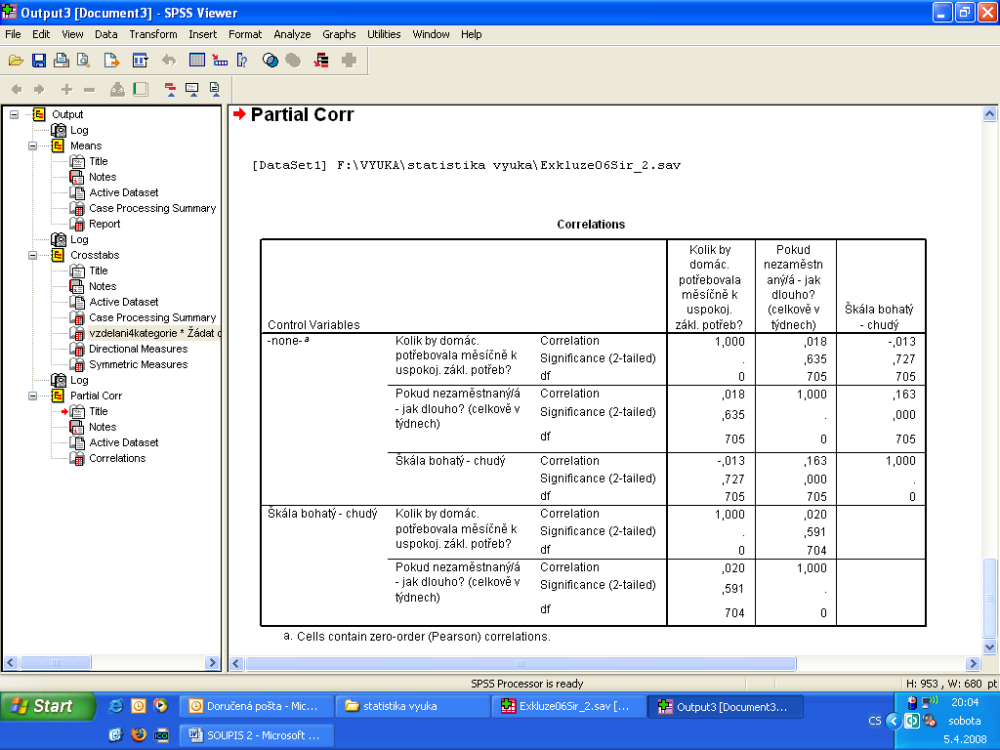 Output3 [Document3] - SPSS Viewer
File Edit View Data Transform Insert Format Analyze Graphs Utilities Window Help
Output
Log
Means
Title
Notes
Active Dataset
Case Processing Summary
Report
Log
Crosstabs
Title
Notes
Active Dataset
Case Processing Summary
vzdelani4kategorie * Žádat o
Directional Measures
Symmetric Measures
Log
Partial Corr
Title
Notes
Active Dataset
Correlations
Partial Corr
[DataSet1] F:\VYUKA\statistika vyuka\Exkluze06Sir_2.sav
Correlations
Control Variables
Kolik by
domác.
potřebovala
měsíčně k
uspokoj.
zákl. potřeb?
Pokud
nezaměstn
aný/á - jak
dlouho?
(celkově v
týdnech)
Škála bohatý
- chudý
-none- a
Kolik by domác.
potřebovala měsíčně k
uspokoj. zákl. potřeb?
Correlation 1,000 ,018 -,013
Significance (2-tailed) . ,635 ,727
df 0 705 705
Pokud nezaměstnaný/á
- jak dlouho? (celkově v
týdnech)
Correlation ,018 1,000 ,163
Significance (2-tailed) ,635 . ,000
df 705 0 705
Škála bohatý - chudý
Correlation -,013 ,163 1,000
Significance (2-tailed) ,727 ,000 .
df 705 705 0
Škála bohatý - chudý
Kolik by domác.
potřebovala měsíčně k
uspokoj. zákl. potřeb?
Correlation 1,000 ,020
Significance (2-tailed) . ,591
df 0 704
Pokud nezaměstnaný/á
- jak dlouho? (celkově v
týdnech)
Correlation ,020 1,000
Significance (2-tailed) ,591 .
df 704 0
a. Cells contain zero-order (Pearson) correlations.
SPSS Processor is ready
H: 953 , W: 680 pt
Start
Doručená pošta - Mic...
statistika vyuka
Exkluze06Sir_2.sav [...
Output3 [Document3...
SOUPIS 2 - Microsoft ...
CS
20:04
sobota
5.4.2008